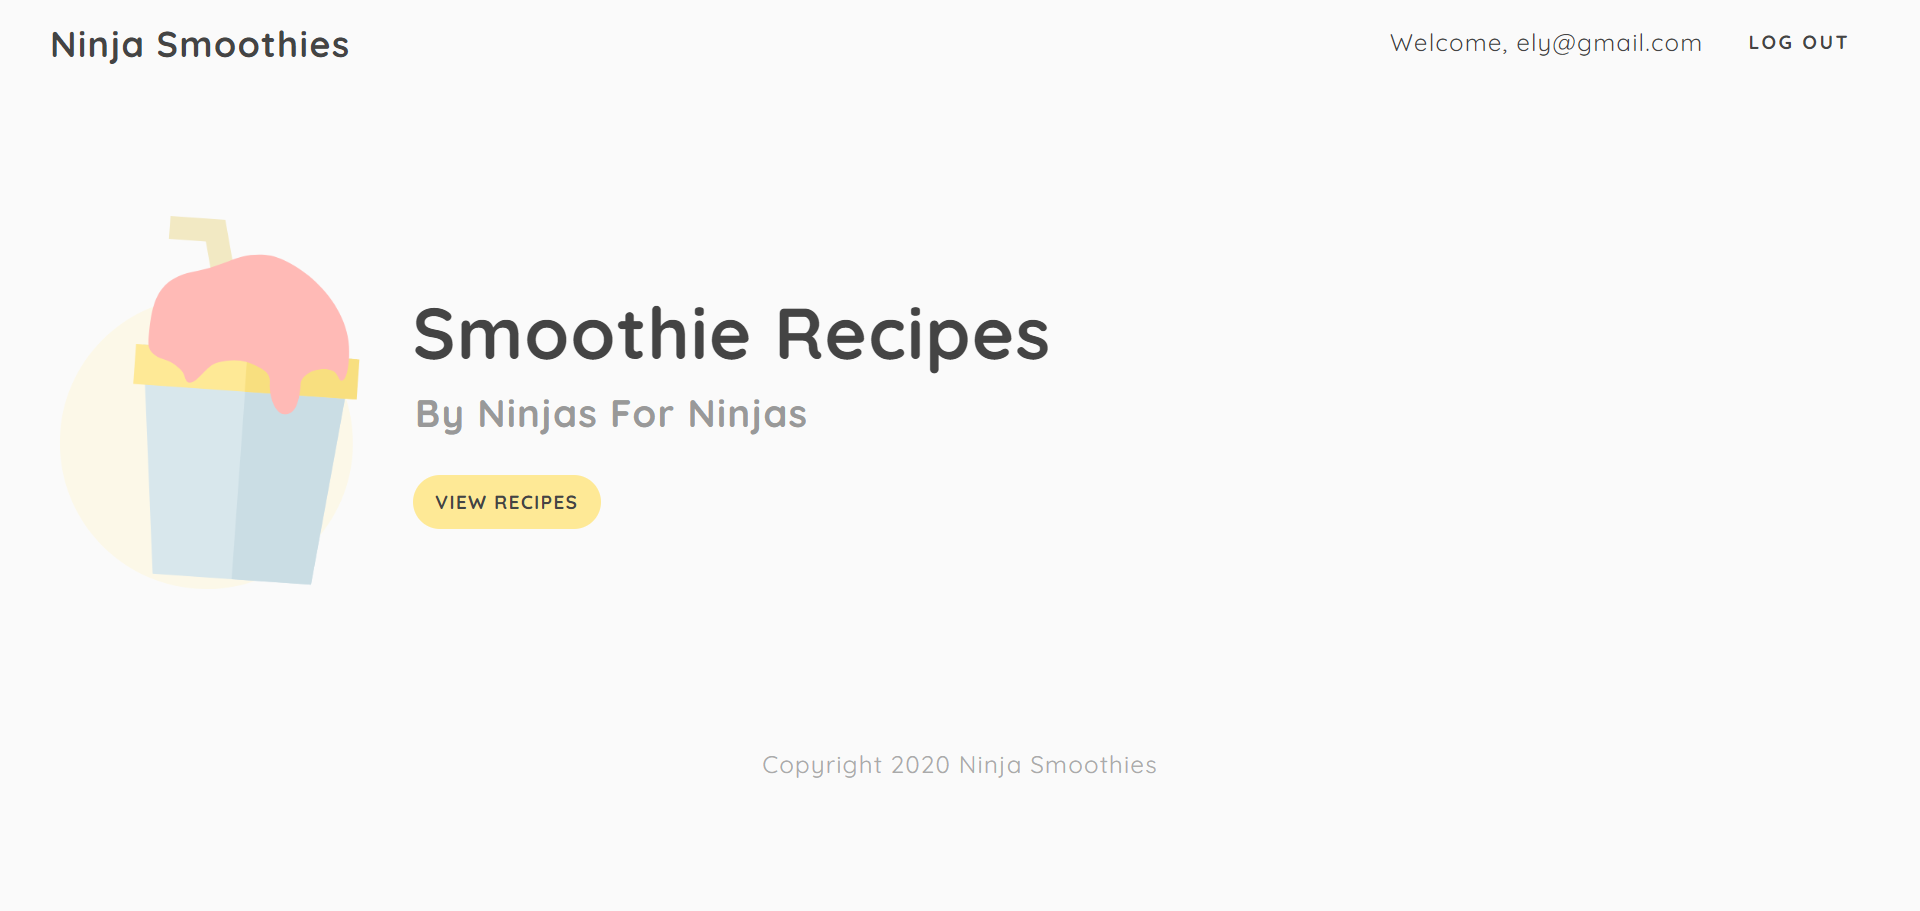 Ninja Smoothies
Welcome, ely@gmail.com
LOG OUT
Smoothie Recipes
By Ninjas For Ninjas
VIEW RECIPES
Copyright 2020 Ninja Smoothies